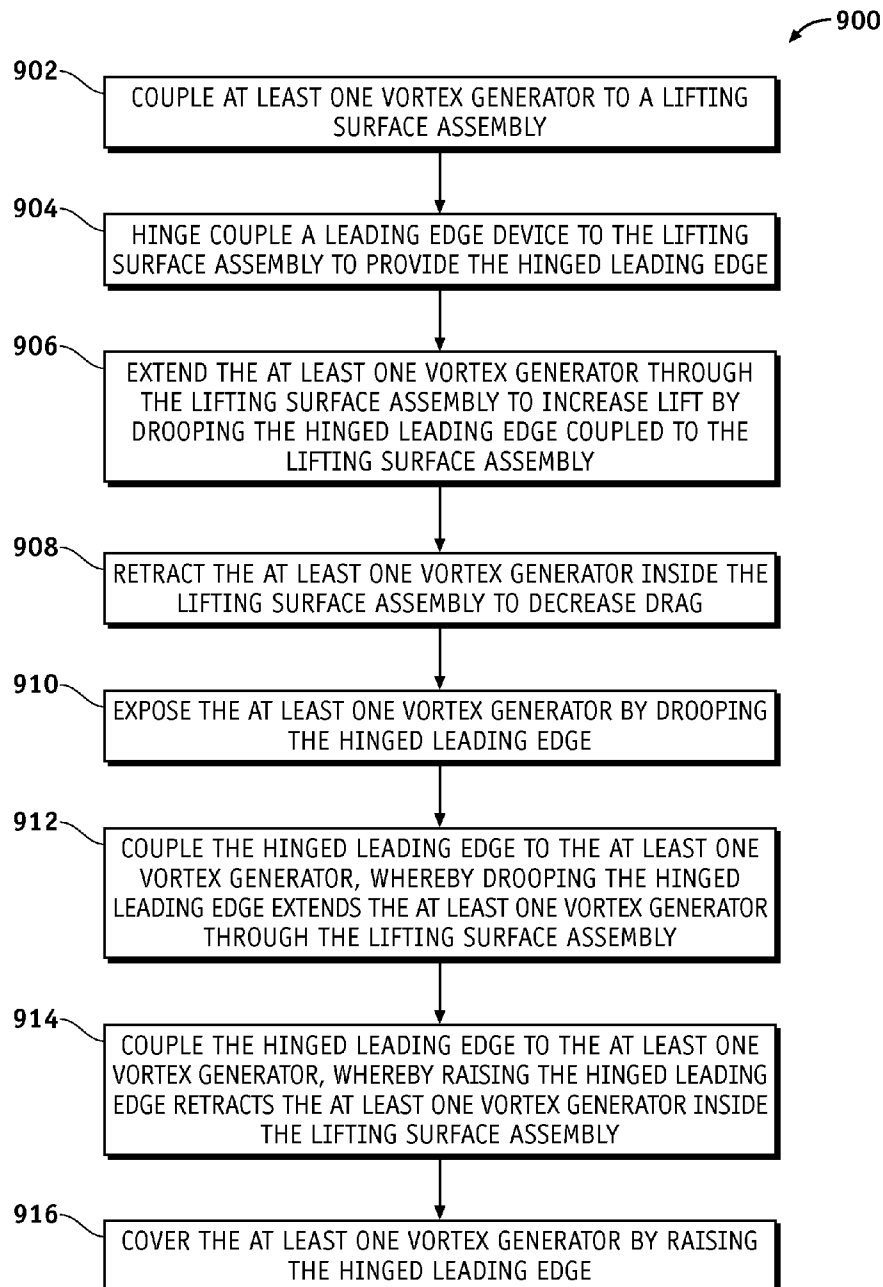 900
902
COUPLE AT LEAST ONE VORTEX GENERATOR TO A LIFTING
SURFACE ASSEMBLY
904
HINGE COUPLE A LEADING EDGE DEVICE TO THE LIFTING
SURFACE ASSEMBLY TO PROVIDE THE HINGED LEADING EDGE
906
EXTEND THE AT LEAST ONE VORTEX GENERATOR THROUGH
THE LIFTING SURFACE ASSEMBLY TO INCREASE LIFT BY
DROOPING THE HINGED LEADING EDGE COUPLED TO THE
LIFTING SURFACE ASSEMBLY
908
RETRACT THE AT LEAST ONE VORTEX GENERATOR INSIDE THE
LIFTING SURFACE ASSEMBLY TO DECREASE DRAG
910
EXPOSE THE AT LEAST ONE VORTEX GENERATOR BY DROOPING
THE HINGED LEADING EDGE
912
COUPLE THE HINGED LEADING EDGE TO THE AT LEAST ONE
VORTEX GENERATOR, WHEREBY DROOPING THE HINGED
LEADING EDGE EXTENDS THE AT LEAST ONE VORTEX GENERATOR
THROUGH THE LIFTING SURFACE ASSEMBLY
914
COUPLE THE HINGED LEADING EDGE TO THE AT LEAST ONE
VORTEX GENERATOR, WHEREBY RAISING THE HINGED LEADING
EDGE RETRACTS THE AT LEAST ONE VORTEX GENERATOR INSIDE
THE LIFTING SURFACE ASSEMBLY
916
COVER THE AT LEAST ONE VORTEX GENERATOR BY RAISING
THE HINGED LEADING EDGE